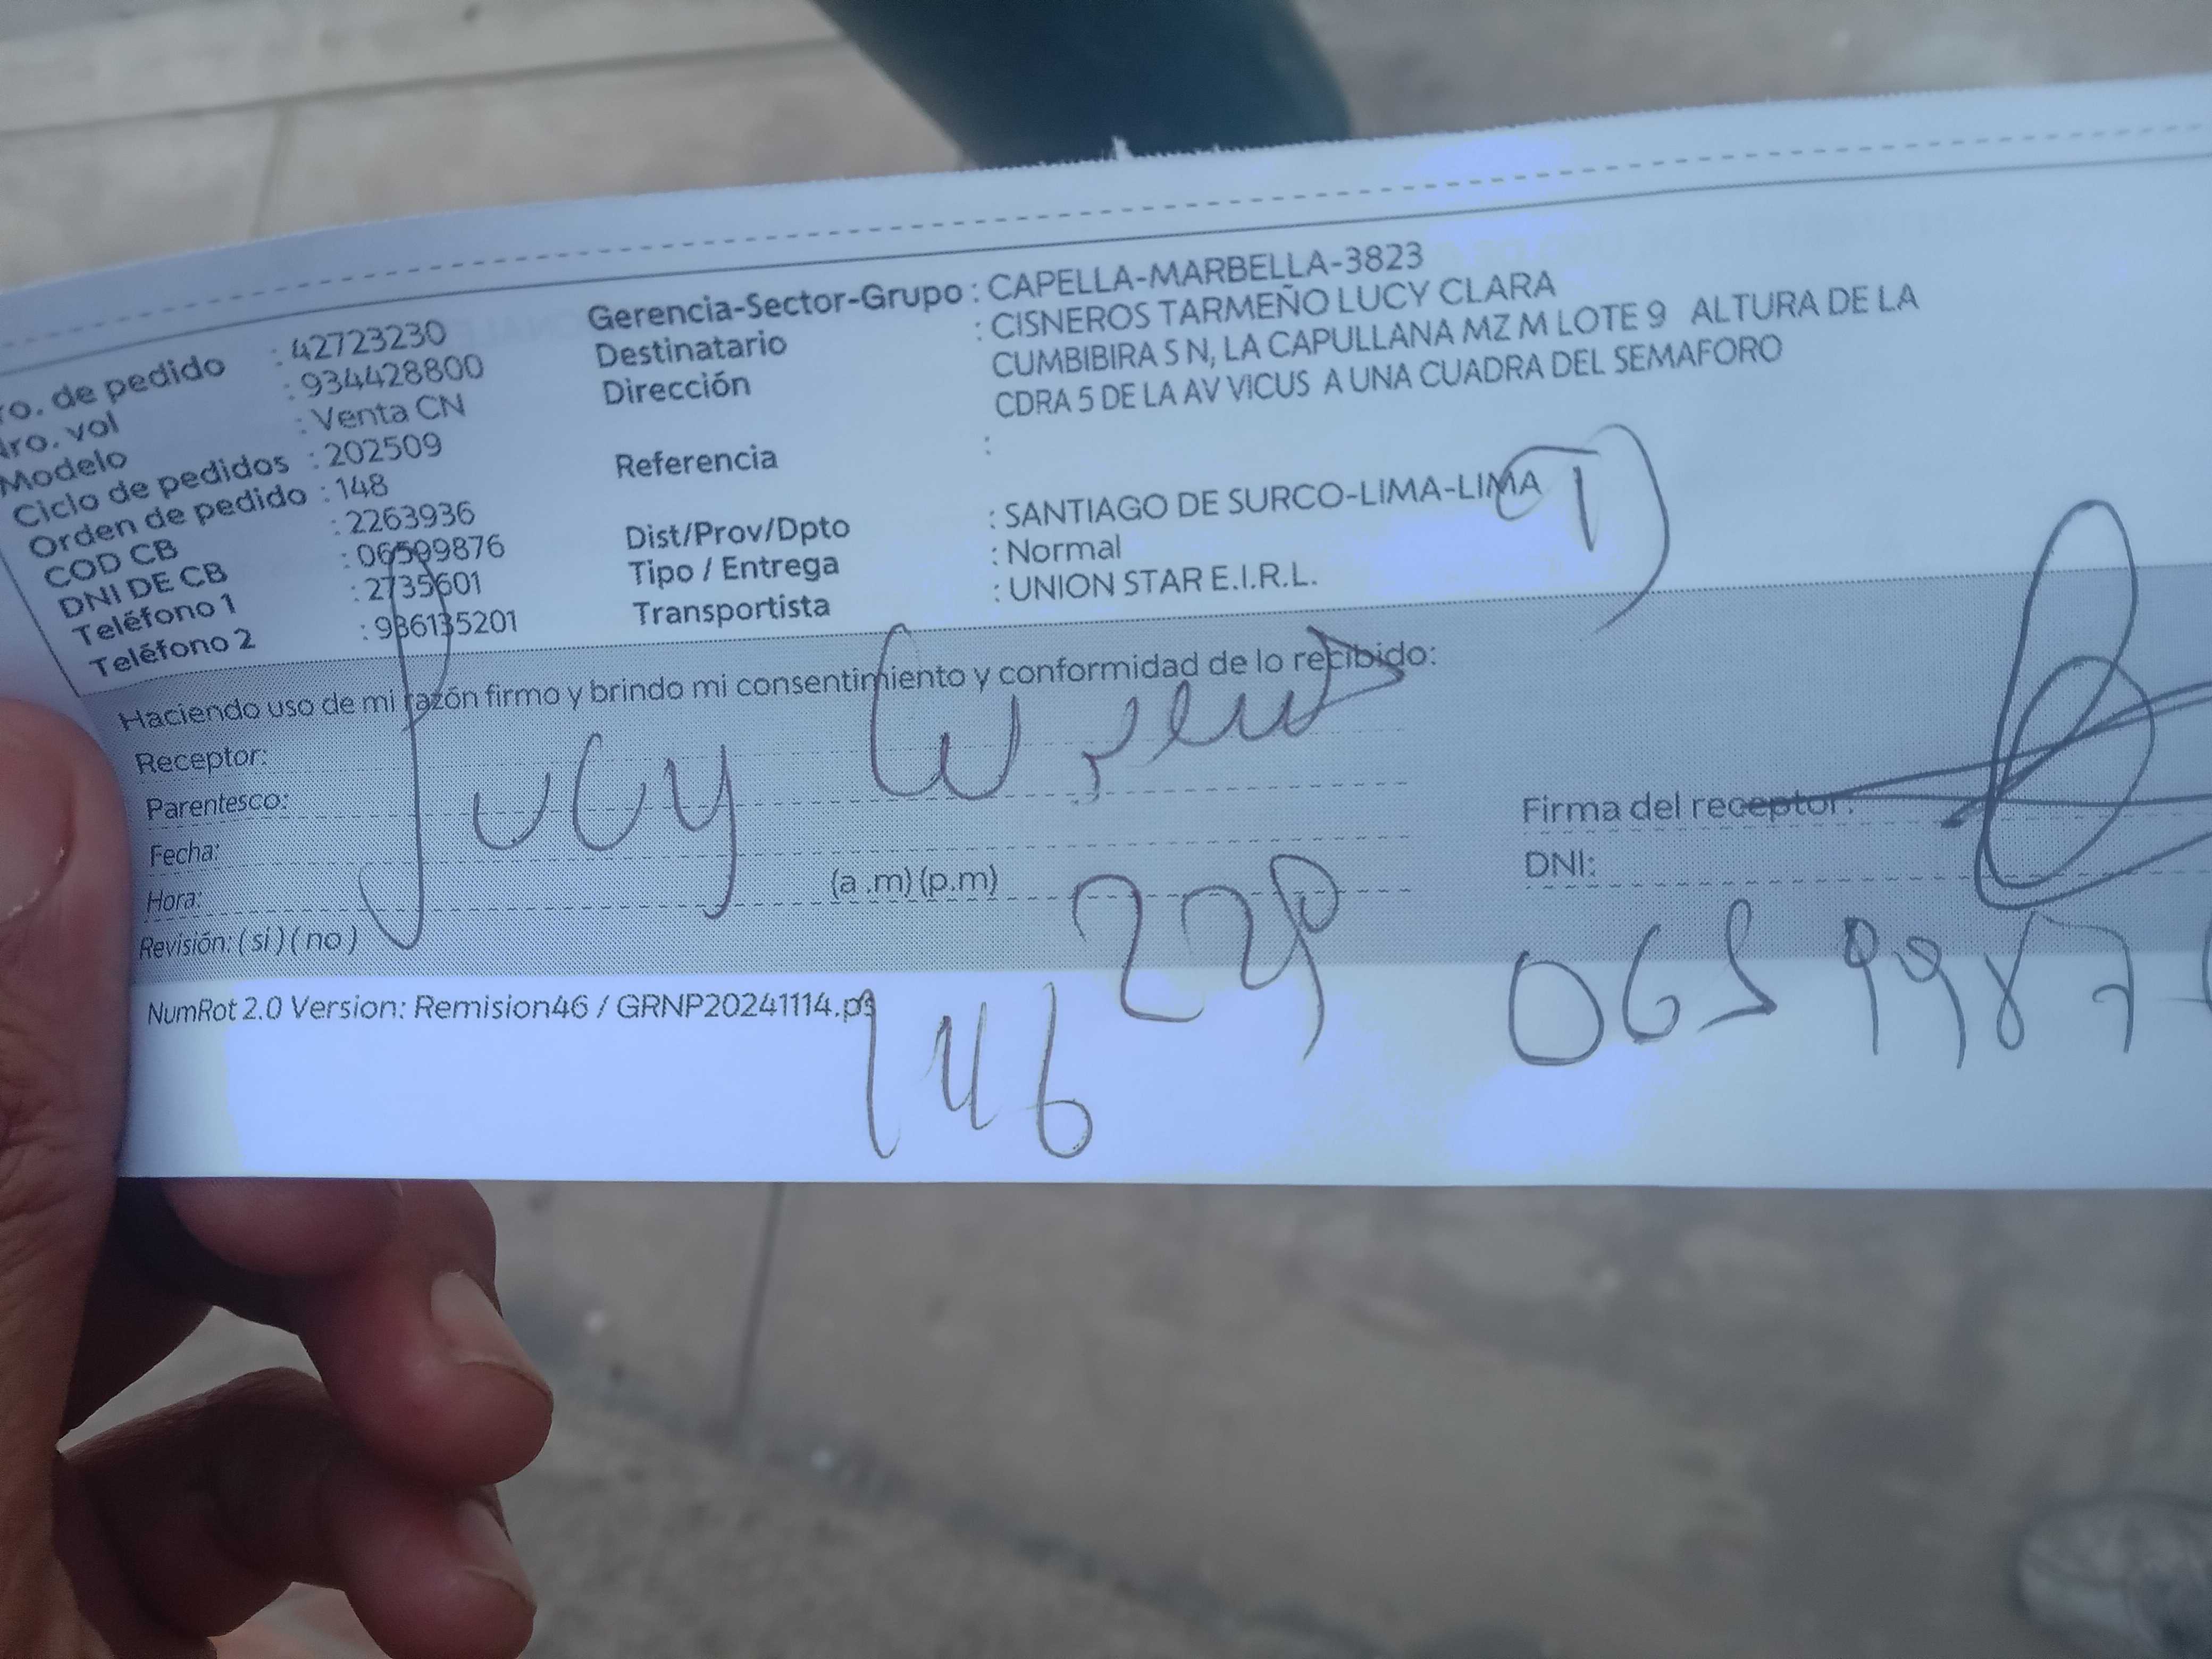 ro. de pedido : 42723230
Nro. vol : 934428800
Modelo : Venta CN
Ciclo de pedidos : 202509
Orden de pedido : 148
COD CB : 2263936
DNI DE CB : 06599876
Teléfono 1 : 2735601
Teléfono 2 : 986135201
Gerencia-Sector-Grupo : CAPELLA-MARBELLA-3823
Destinatario : CISNEROS TARMEÑO LUCY CLARA
Dirección CUMBIBIRA S N, LA CAPULLANA MZ M LOTE 9 ALTURA DE LA
CDRA 5 DE LA AV VICUS A UNA CUADRA DEL SEMAFORO
Referencia :
Dist/Prov/Dpto : SANTIAGO DE SURCO-LIMA-LIMA
Tipo / Entrega : Normal
Transportista : UNION STAR E.I.R.L.
Haciendo uso de mi razón firmo y brindo mi consentimiento y conformidad de lo recibido:
Receptor:
Parentesco:
Lucy
Fecha:
Hora: (a .m) (p.m)
Revisión: ( si ) ( no )
Firma del receptor:
DNI:
0659987
NumRot 2.0 Version: Remision46 / GRNP20241114.p3
146